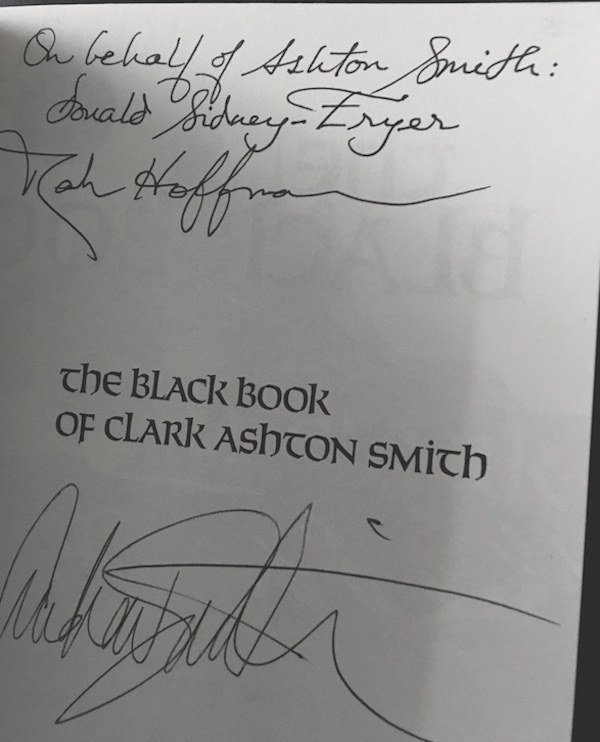 On behalf of Ashton Smith:
Donald Sidney-Fryer
Rah Hoffman
THE BLACK BOOK
OF CLARK ASHTON SMITH